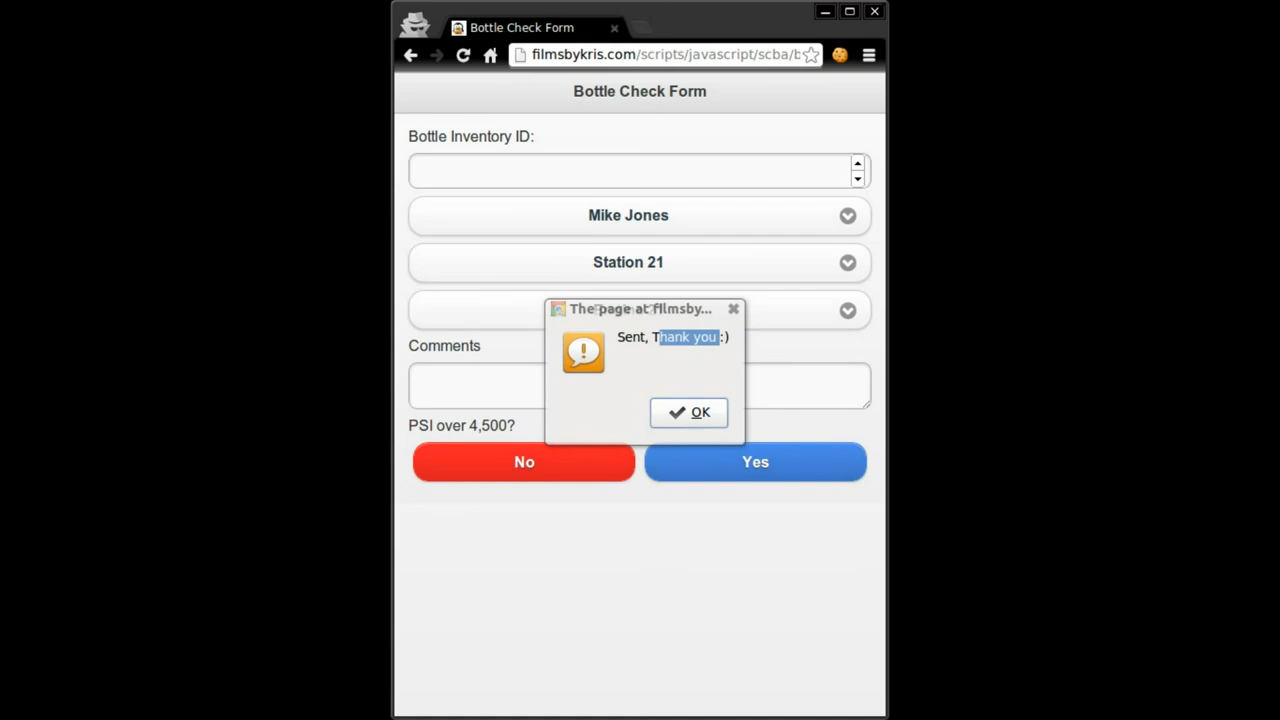 Bottle Check Form
filmsbykris.com/scripts/javascript/scba/b
Bottle Check Form
Bottle Inventory ID:
Mike Jones
Station 21
The page at filmsby...
Sent, Thank you :)
OK
Comments
PSI over 4,500?
No
Yes